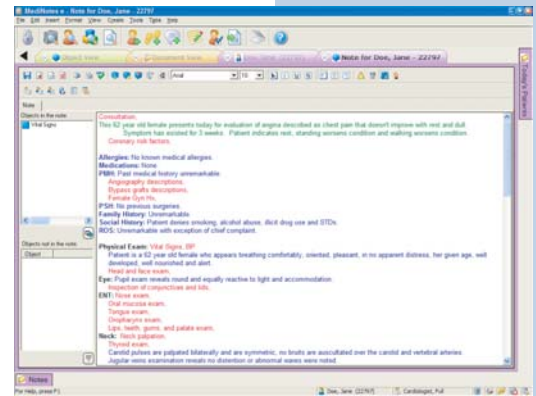 MediNotes e - Note for Doe, Jane - 22797
File Edit Insert Format View Create Tools Type Help
Note for Doe, Jane - 22797
Today's Patients
Arial 10
Note
Objects in the note
Vital Signs
Objects not in the note
Object
Consultation,
This 62 year old female presents today for evaluation of angina described as chest pain that doesn't improve with rest and dull.
Symptom has existed for 3 weeks. Patient indicates rest, standing worsens condition and walking worsens condition.
Coronary risk factors,
Allergies: No known medical allergies.
Medications: None
PMH: Past medical history unremarkable.
Angiography descriptions,
Bypass grafts descriptions,
Female Gyn Hx,
PSH: No previous surgeries.
Family History: Unremarkable.
Social History: Patient denies smoking, alcohol abuse, illicit drug use and STDs.
ROS: Unremarkable with exception of chief complaint.
Physical Exam: Vital Signs, BP
Patient is a 62 year old female who appears breathing comfortably, oriented, pleasant, in no apparent distress, her given age, well
developed, well nourished and alert.
Head and face exam,
Eye: Pupil exam reveals round and equally reactive to light and accommodation.
Inspection of conjunctivae and lids,
ENT: Nose exam,
Oral mucosa exam,
Tongue exam,
Oropharynx exam,
Lips, teeth, gums, and palate exam,
Neck: Neck palpation,
Thyroid exam,
Carotid pulses are palpated bilaterally and are symmetric, no bruits are auscultated over the carotid and vertebral arteries.
Jugular veins examination reveals no distention or abnormal waves were noted.
Notes
For Help, press F1
Doe, Jane (22797)
Cardiologist, Full